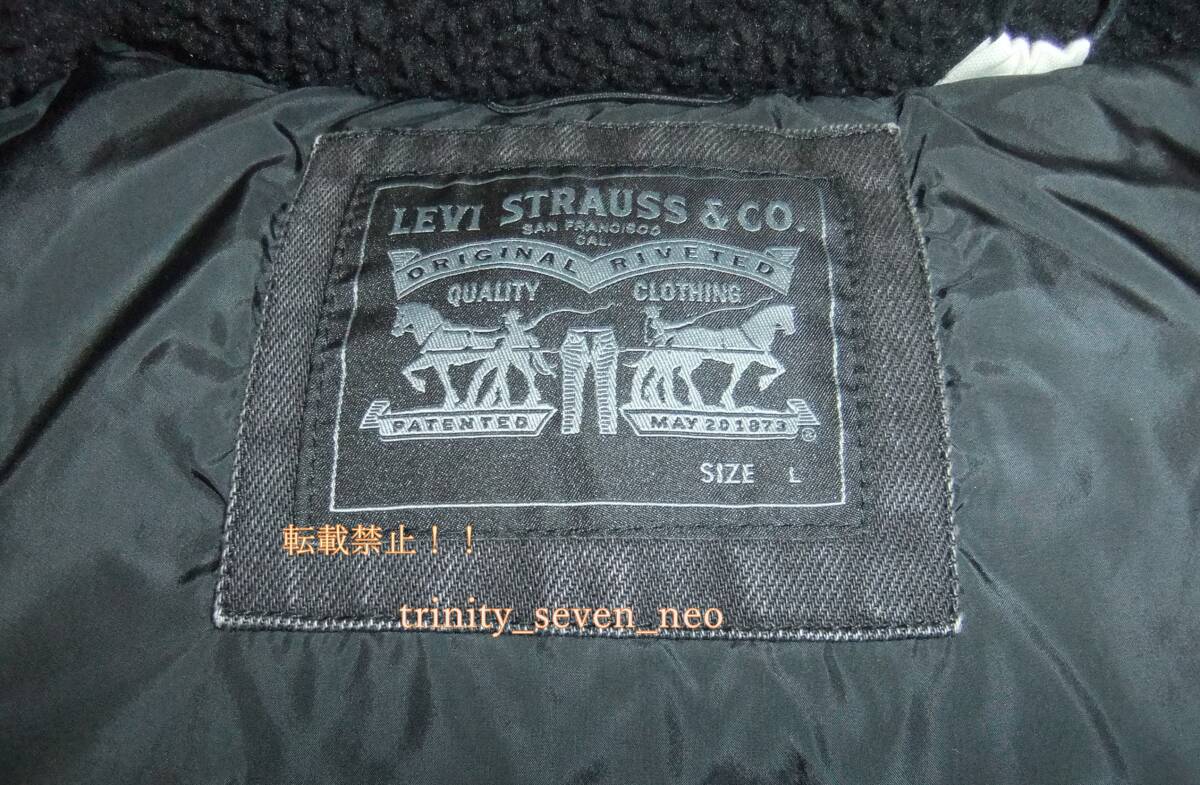 LEVI STRAUSS & CO.
SAN FRANCISCO
CAL.
ORIGINAL RIVETED
QUALITY CLOTHING
PATENTED MAY 20 1873 ®
SIZE L
転載禁止！！
trinity_seven_neo